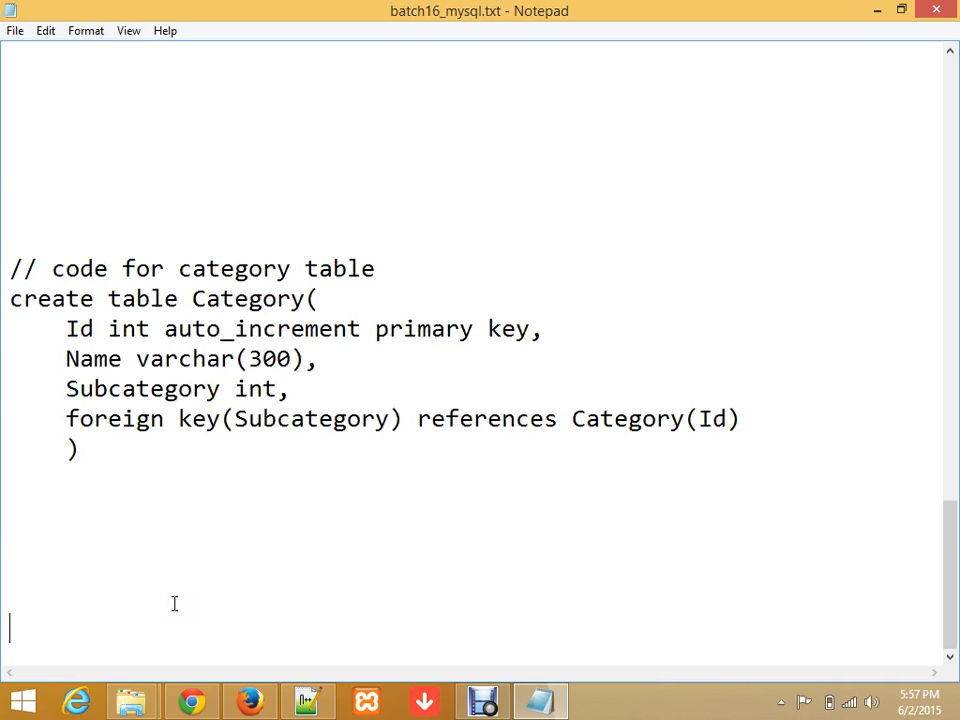 batch16_mysql.txt - Notepad
File Edit Format View Help
// code for category table
create table Category(
    Id int auto_increment primary key,
    Name varchar(300),
    Subcategory int,
    foreign key(Subcategory) references Category(Id)
    )
5:57 PM
6/2/2015